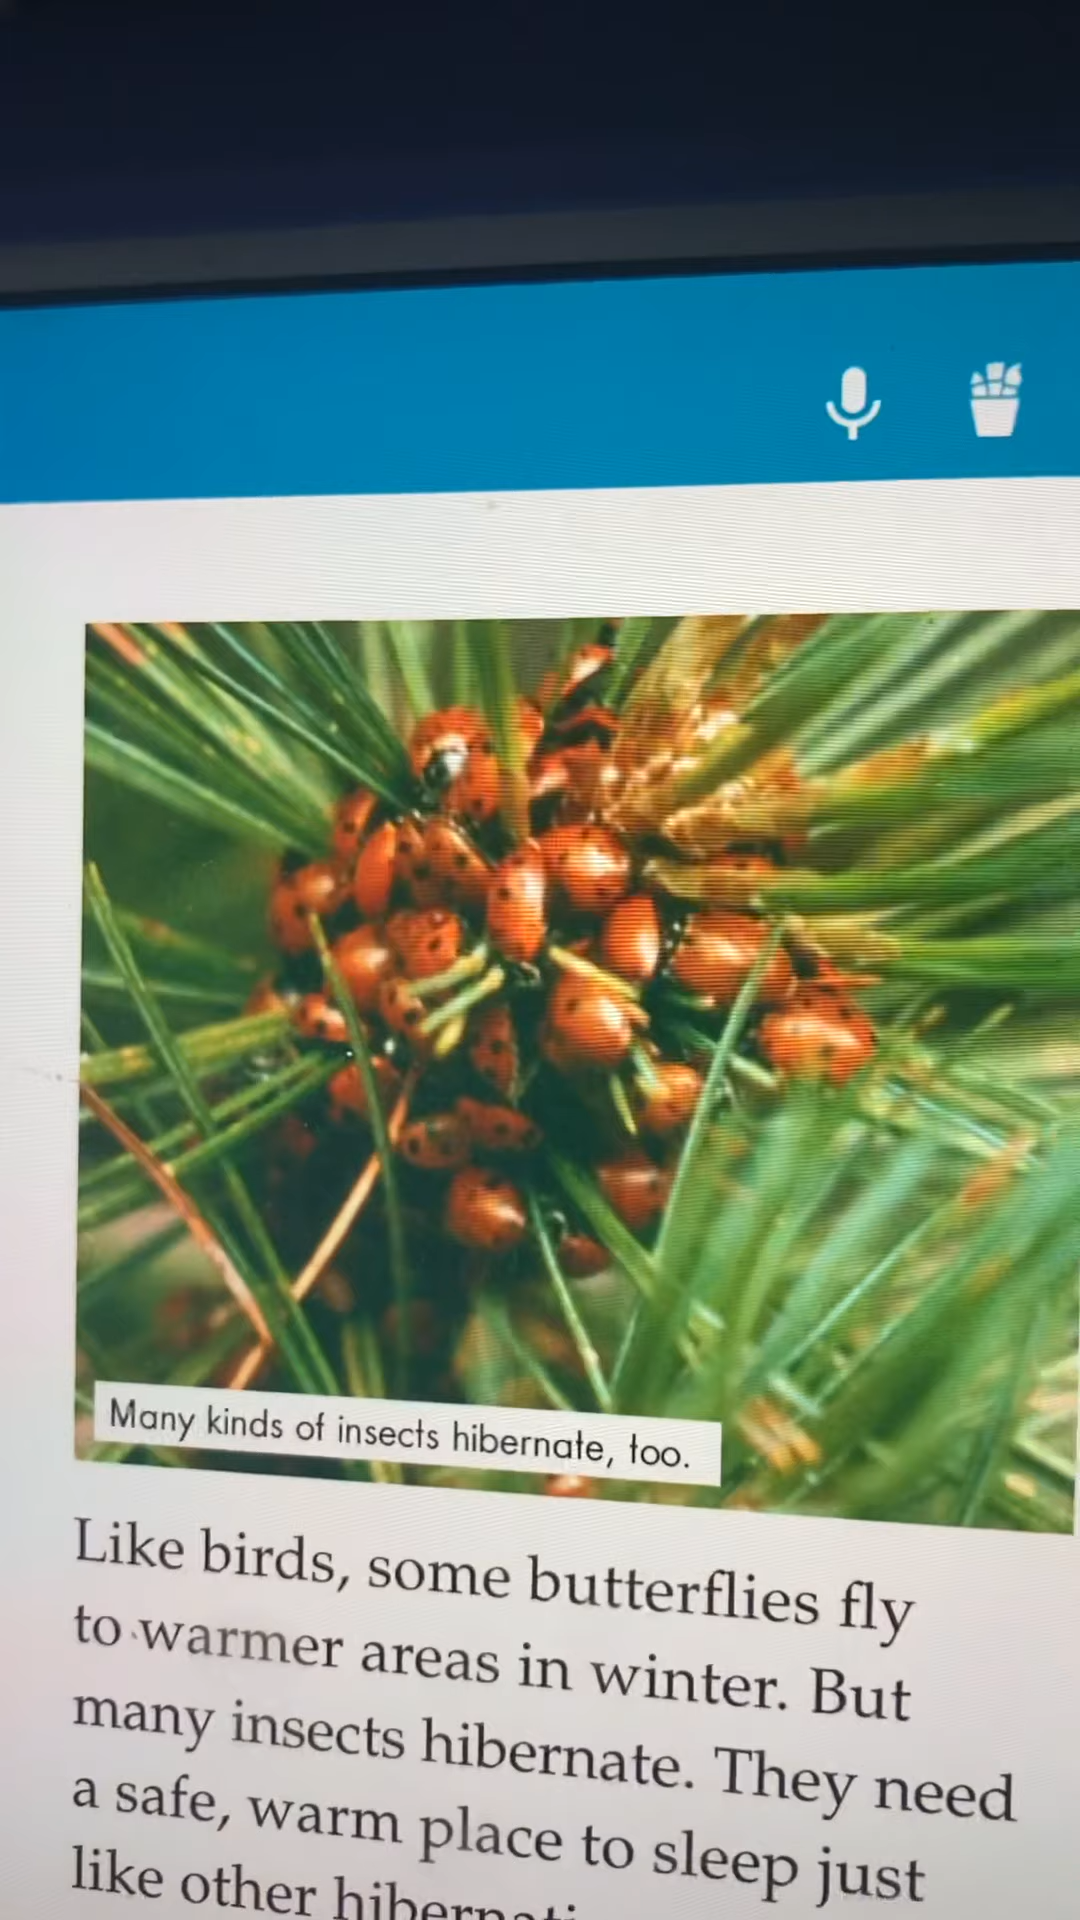 Many kinds of insects hibernate, too.
Like birds, some butterflies fly
to warmer areas in winter. But
many insects hibernate. They need
a safe, warm place to sleep just
like other